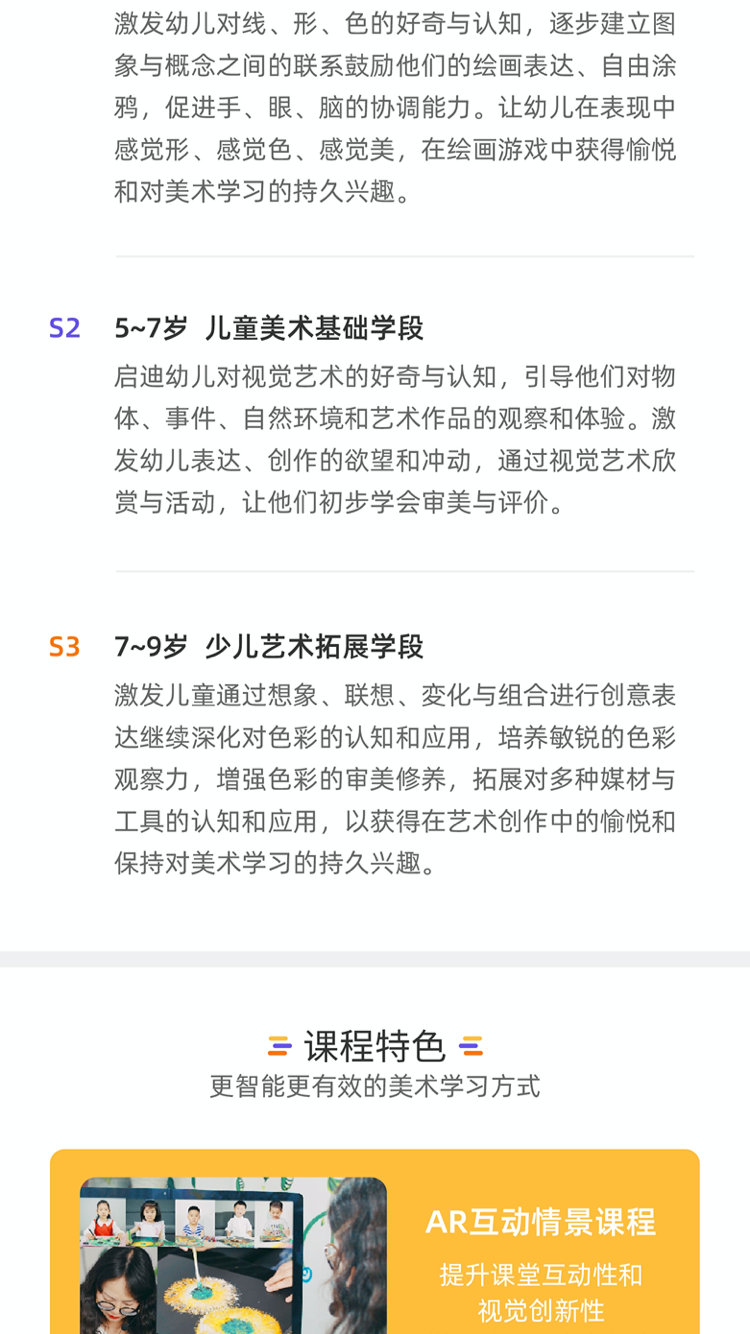 激发幼儿对线、形、色的好奇与认知，逐步建立图
象与概念之间的联系鼓励他们的绘画表达、自由涂
鸦，促进手、眼、脑的协调能力。让幼儿在表现中
感觉形、感觉色、感觉美，在绘画游戏中获得愉悦
和对美术学习的持久兴趣。
S2 5~7岁 儿童美术基础学段
启迪幼儿对视觉艺术的好奇与认知，引导他们对物
体、事件、自然环境和艺术作品的观察和体验。激
发幼儿表达、创作的欲望和冲动，通过视觉艺术欣
赏与活动，让他们初步学会审美与评价。
S3 7~9岁 少儿艺术拓展学段
激发儿童通过想象、联想、变化与组合进行创意表
达继续深化对色彩的认知和应用，培养敏锐的色彩
观察力，增强色彩的审美修养，拓展对多种媒材与
工具的认知和应用，以获得在艺术创作中的愉悦和
保持对美术学习的持久兴趣。
课程特色
更智能更有效的美术学习方式
AR互动情景课程
提升课堂互动性和
视觉创新性